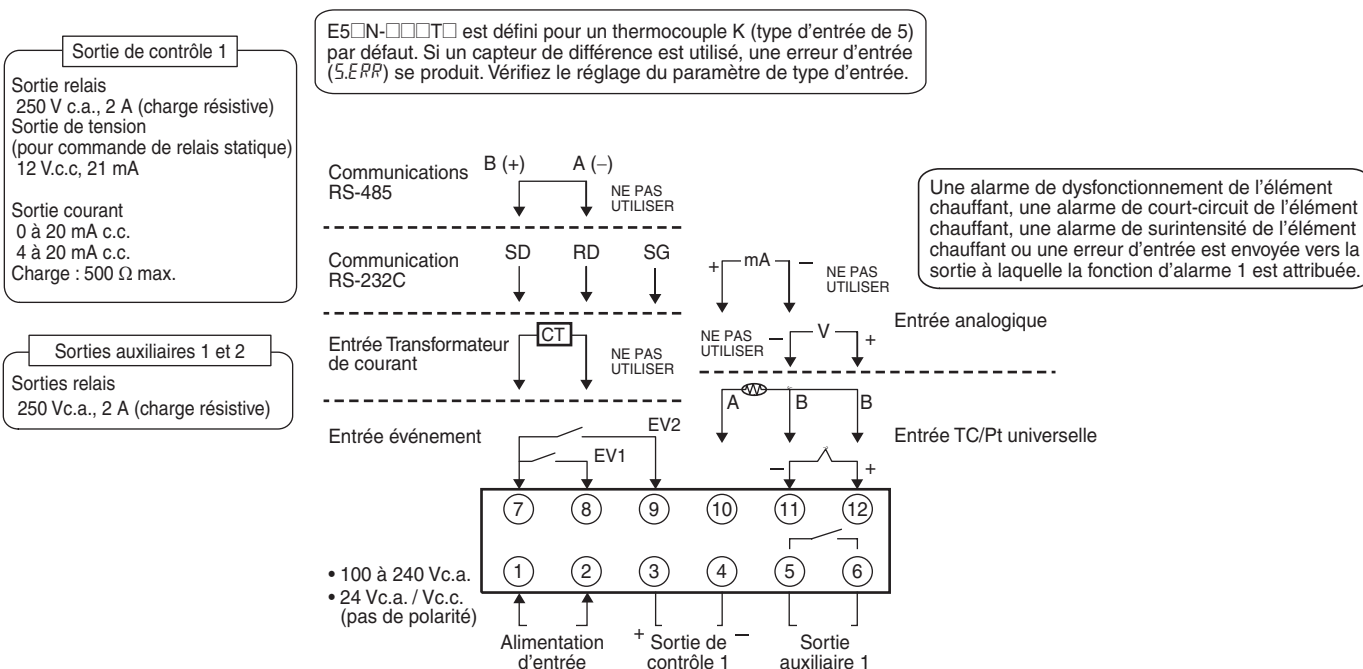 Sortie de contrôle 1
Sortie relais
250 V c.a., 2 A (charge résistive)
Sortie de tension
(pour commande de relais statique)
12 V.c.c, 21 mA
Sortie courant
0 à 20 mA c.c.
4 à 20 mA c.c.
Charge : 500 Ω max.
Sorties auxiliaires 1 et 2
Sorties relais
250 Vc.a., 2 A (charge résistive)
E5□N-□□□T□ est défini pour un thermocouple K (type d'entrée de 5)
par défaut. Si un capteur de différence est utilisé, une erreur d'entrée
(S.ERR) se produit. Vérifiez le réglage du paramètre de type d'entrée.
Une alarme de dysfonctionnement de l'élément
chauffant, une alarme de court-circuit de l'élément
chauffant, une alarme de surintensité de l'élément
chauffant ou une erreur d'entrée est envoyée vers la
sortie à laquelle la fonction d'alarme 1 est attribuée.
Communications
RS-485
B (+) A (–)
NE PAS
UTILISER
Communication
RS-232C
SD RD SG
+ mA –
NE PAS
UTILISER
Entrée Transformateur
de courant
CT
NE PAS
UTILISER
NE PAS
UTILISER
– V +
Entrée analogique
A B B
Entrée TC/Pt universelle
– +
Entrée événement
EV2
EV1
7 8 9 10 11 12
1 2 3 4 5 6
• 100 à 240 Vc.a.
• 24 Vc.a. / Vc.c.
(pas de polarité)
Alimentation
d'entrée
+ Sortie de –
contrôle 1
Sortie
auxiliaire 1